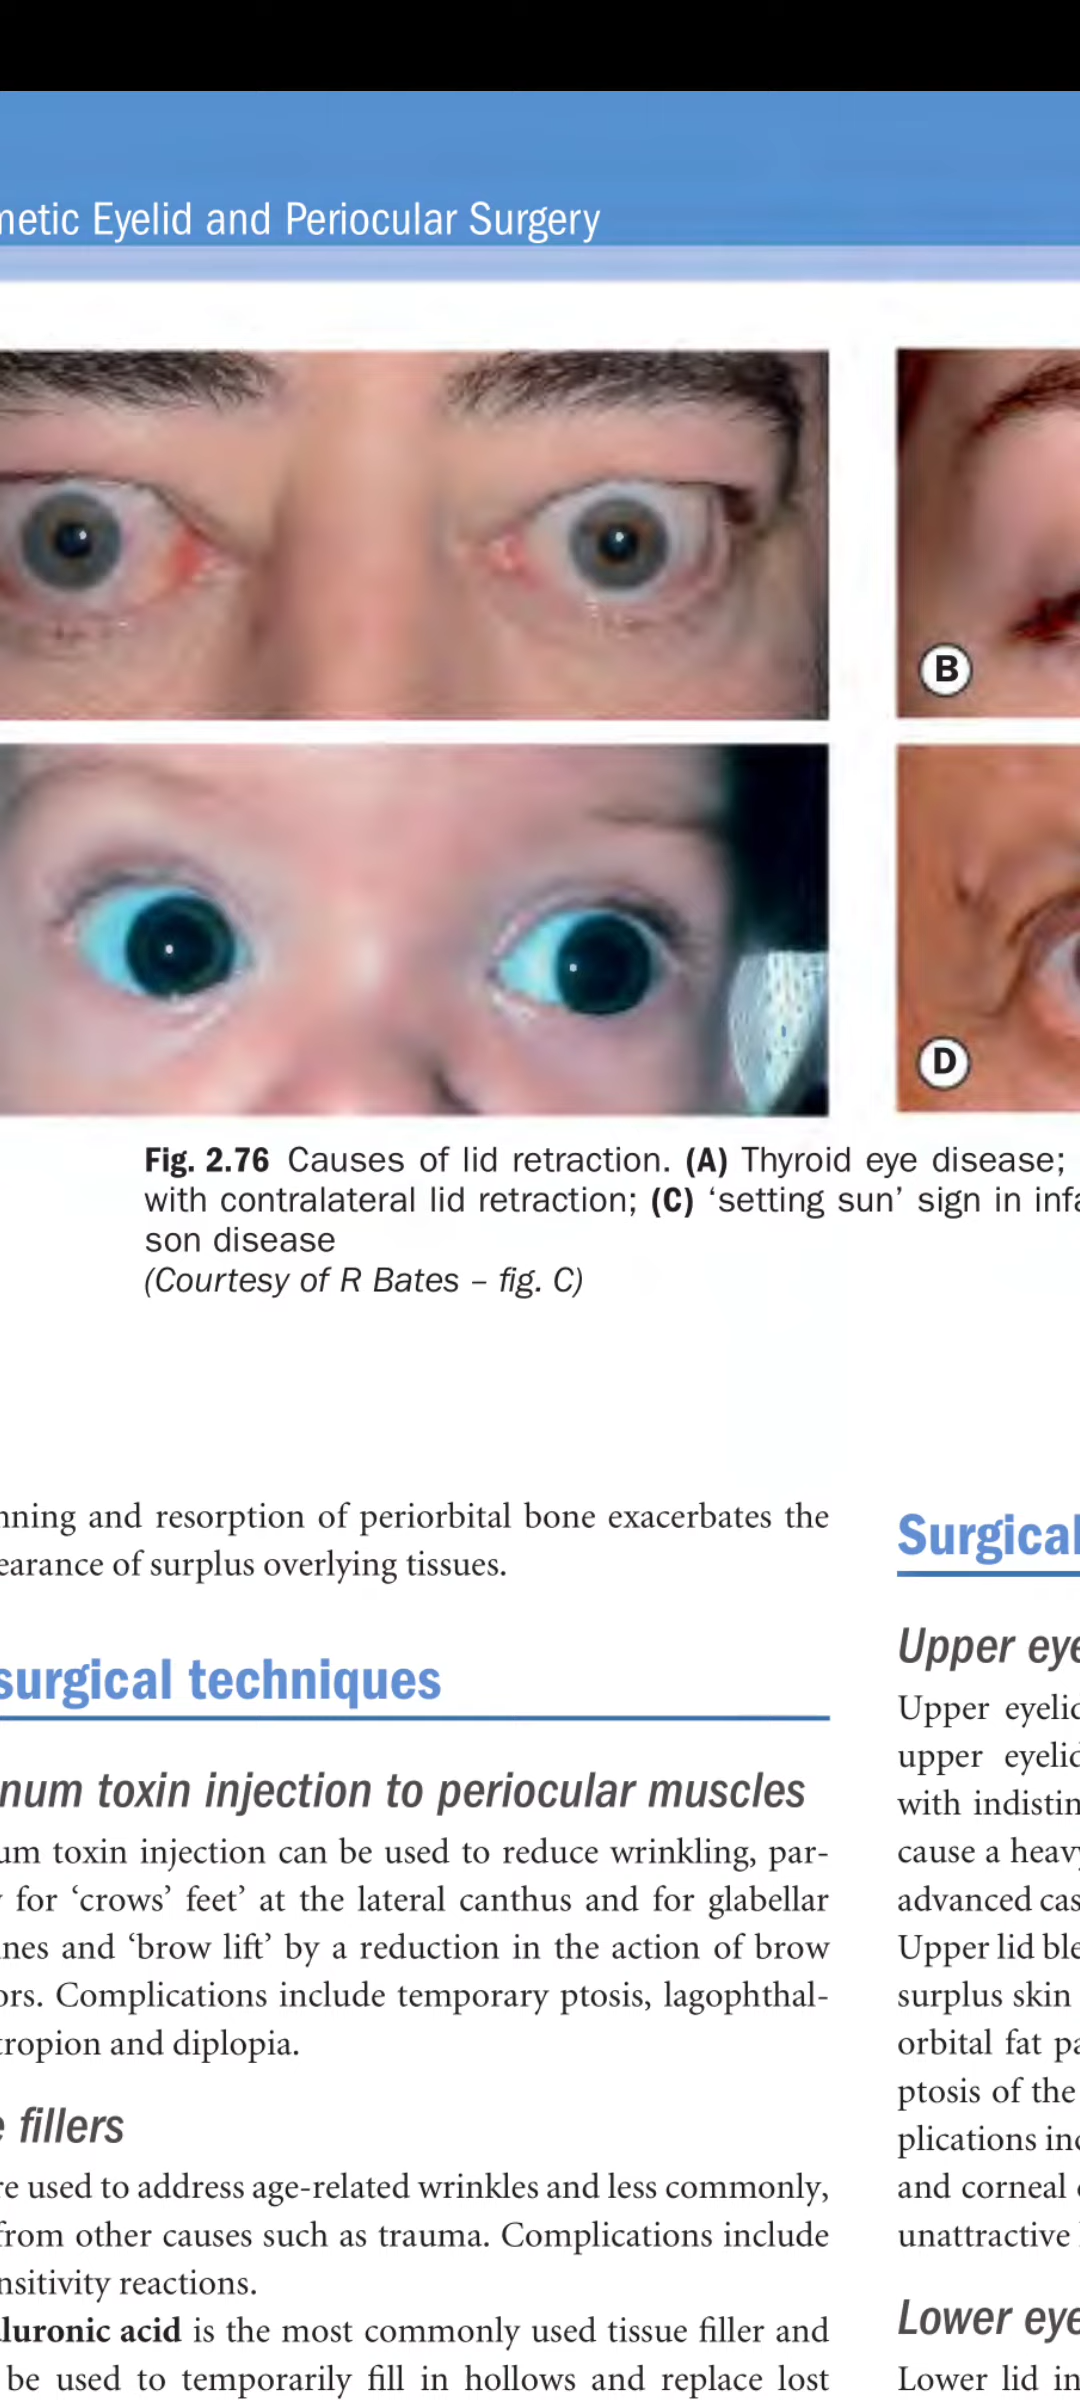 metic Eyelid and Periocular Surgery
B
D
Fig. 2.76 Causes of lid retraction. (A) Thyroid eye disease;
with contralateral lid retraction; (C) ‘setting sun’ sign in infa
son disease
(Courtesy of R Bates – fig. C)
nning and resorption of periorbital bone exacerbates the
earance of surplus overlying tissues.
surgical techniques
num toxin injection to periocular muscles
um toxin injection can be used to reduce wrinkling, par-
y for ‘crows’ feet’ at the lateral canthus and for glabellar
ines and ‘brow lift’ by a reduction in the action of brow
ors. Complications include temporary ptosis, lagophthal-
tropion and diplopia.
e fillers
re used to address age-related wrinkles and less commonly,
from other causes such as trauma. Complications include
nsitivity reactions.
luronic acid is the most commonly used tissue filler and
be used to temporarily fill in hollows and replace lost
Surgical
Upper eye
Upper eyelid
upper eyelid
with indistin
cause a heavy
advanced cas
Upper lid ble
surplus skin
orbital fat pa
ptosis of the
plications inc
and corneal
unattractive
Lower eye
Lower lid in